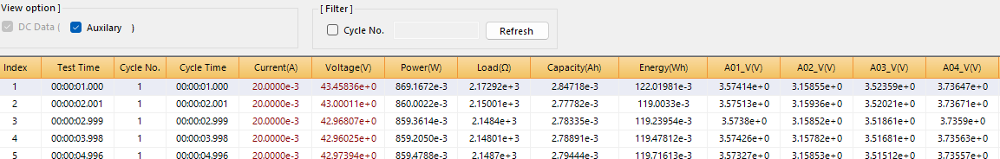 View option ] [ Filter ]
DC Data ( Auxilary ) Cycle No. Refresh
Index Test Time Cycle No. Cycle Time Current(A) Voltage(V) Power(W) Load(Ω) Capacity(Ah) Energy(Wh) A01_V(V) A02_V(V) A03_V(V) A04_V(V)
1 00:00:01.000 1 00:00:01.000 20.0000e-3 43.45836e+0 869.1672e-3 2.17292e+3 2.84718e-3 122.01981e-3 3.57414e+0 3.15855e+0 3.52359e+0 3.73647e+0
2 00:00:02.001 1 00:00:02.001 20.0000e-3 43.00011e+0 860.0022e-3 2.15001e+3 2.77782e-3 119.0033e-3 3.57513e+0 3.15936e+0 3.52021e+0 3.73671e+0
3 00:00:02.999 1 00:00:02.999 20.0000e-3 42.96807e+0 859.3614e-3 2.1484e+3 2.78335e-3 119.23954e-3 3.5738e+0 3.15852e+0 3.51861e+0 3.7359e+0
4 00:00:03.998 1 00:00:03.998 20.0000e-3 42.96025e+0 859.2050e-3 2.14801e+3 2.78891e-3 119.47812e-3 3.57426e+0 3.15782e+0 3.51681e+0 3.73563e+0
5 00:00:04.996 1 00:00:04.996 20.0000e-3 42.97394e+0 859.4788e-3 2.1487e+3 2.79444e-3 119.71613e-3 3.57327e+0 3.15853e+0 3.51512e+0 3.73557e+0